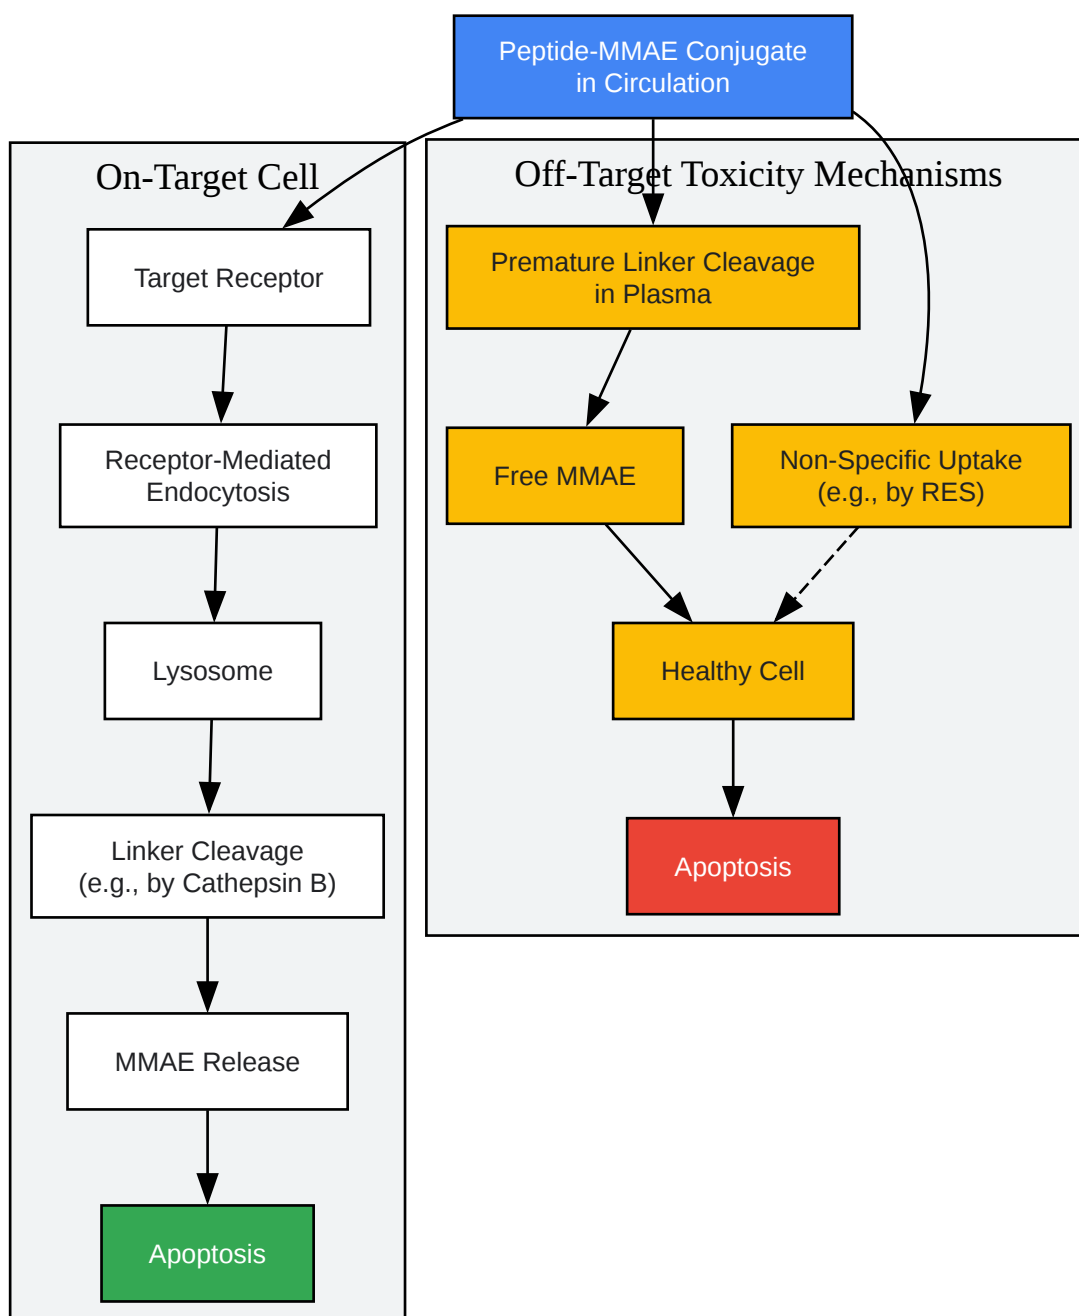 Peptide-MMAE Conjugate
in Circulation
On-Target Cell
Target Receptor
Receptor-Mediated
Endocytosis
Lysosome
Linker Cleavage
(e.g., by Cathepsin B)
MMAE Release
Apoptosis
Off-Target Toxicity Mechanisms
Premature Linker Cleavage
in Plasma
Free MMAE
Non-Specific Uptake
(e.g., by RES)
Healthy Cell
Apoptosis